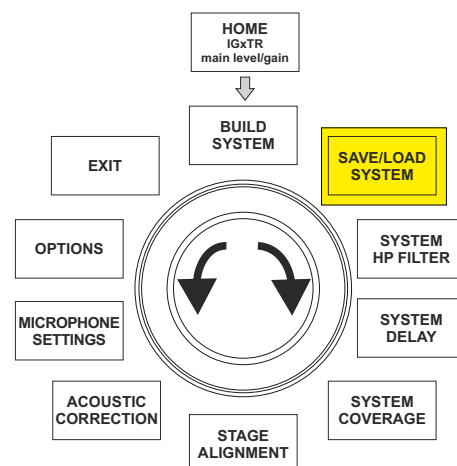 HOME
IGxTR
main level/gain
BUILD
SYSTEM
SAVE/LOAD
SYSTEM
EXIT
OPTIONS
SYSTEM
HP FILTER
MICROPHONE
SETTINGS
SYSTEM
DELAY
ACOUSTIC
CORRECTION
SYSTEM
COVERAGE
STAGE
ALIGNMENT